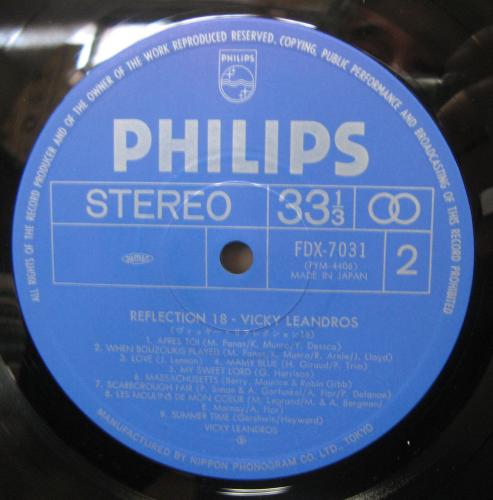 ALL RIGHTS OF THE RECORD PRODUCER AND OF THE OWNER OF THE WORK REPRODUCED RESERVED. COPYING, PUBLIC PERFORMANCE AND BROADCASTING OF THIS RECORD PROHIBITED
PHILIPS
PHILIPS
STEREO 33 1/3
FDX-7031
(PYM-4406)
MADE IN JAPAN
2
REFLECTION 18 - VICKY LEANDROS
1. APRES TOI (M. Panas/K. Munro/Y. Dessca)
2. WHEN BOUZOUKIS PLAYED (M. Panas/L. Munro/R. Arnie/J. Lloyd)
3. LOVE (J. Lennon) 4. MAMY BLUE (H. Giraud/P. Trim)
5. MY SWEET LORD (G. Harrison)
6. MASSACHUSETTS (Barry, Maurice & Robin Gibb)
7. SCARBOROUGH FAIR (P. Simon & A. Garfunkel/A. Flor/P. Delanoe)
8. LES MOULINS DE MON COEUR (M. Legrand/M. & A. Bergman/
E. Marnay/A. Flor)
9. SUMMER TIME (Gershwin/Heyward)
VICKY LEANDROS
Ⓟ
MANUFACTURED BY NIPPON PHONOGRAM CO. LTD., TOKYO